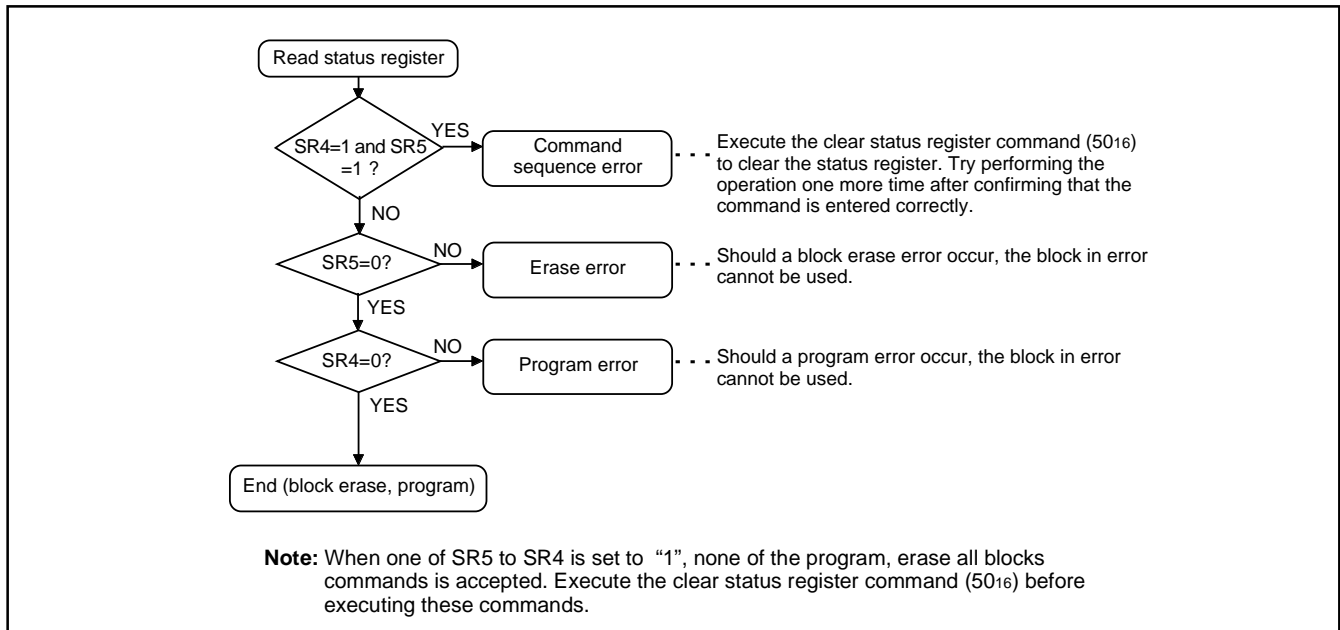 Read status register
YES
SR4=1 and SR5
=1 ?
Command
sequence error
Execute the clear status register command (5016)
to clear the status register. Try performing the
operation one more time after confirming that the
command is entered correctly.
NO
SR5=0?
NO
Erase error
Should a block erase error occur, the block in error
cannot be used.
YES
SR4=0?
NO
Program error
Should a program error occur, the block in error
cannot be used.
YES
End (block erase, program)
Note: When one of SR5 to SR4 is set to “1”, none of the program, erase all blocks
commands is accepted. Execute the clear status register command (5016) before
executing these commands.